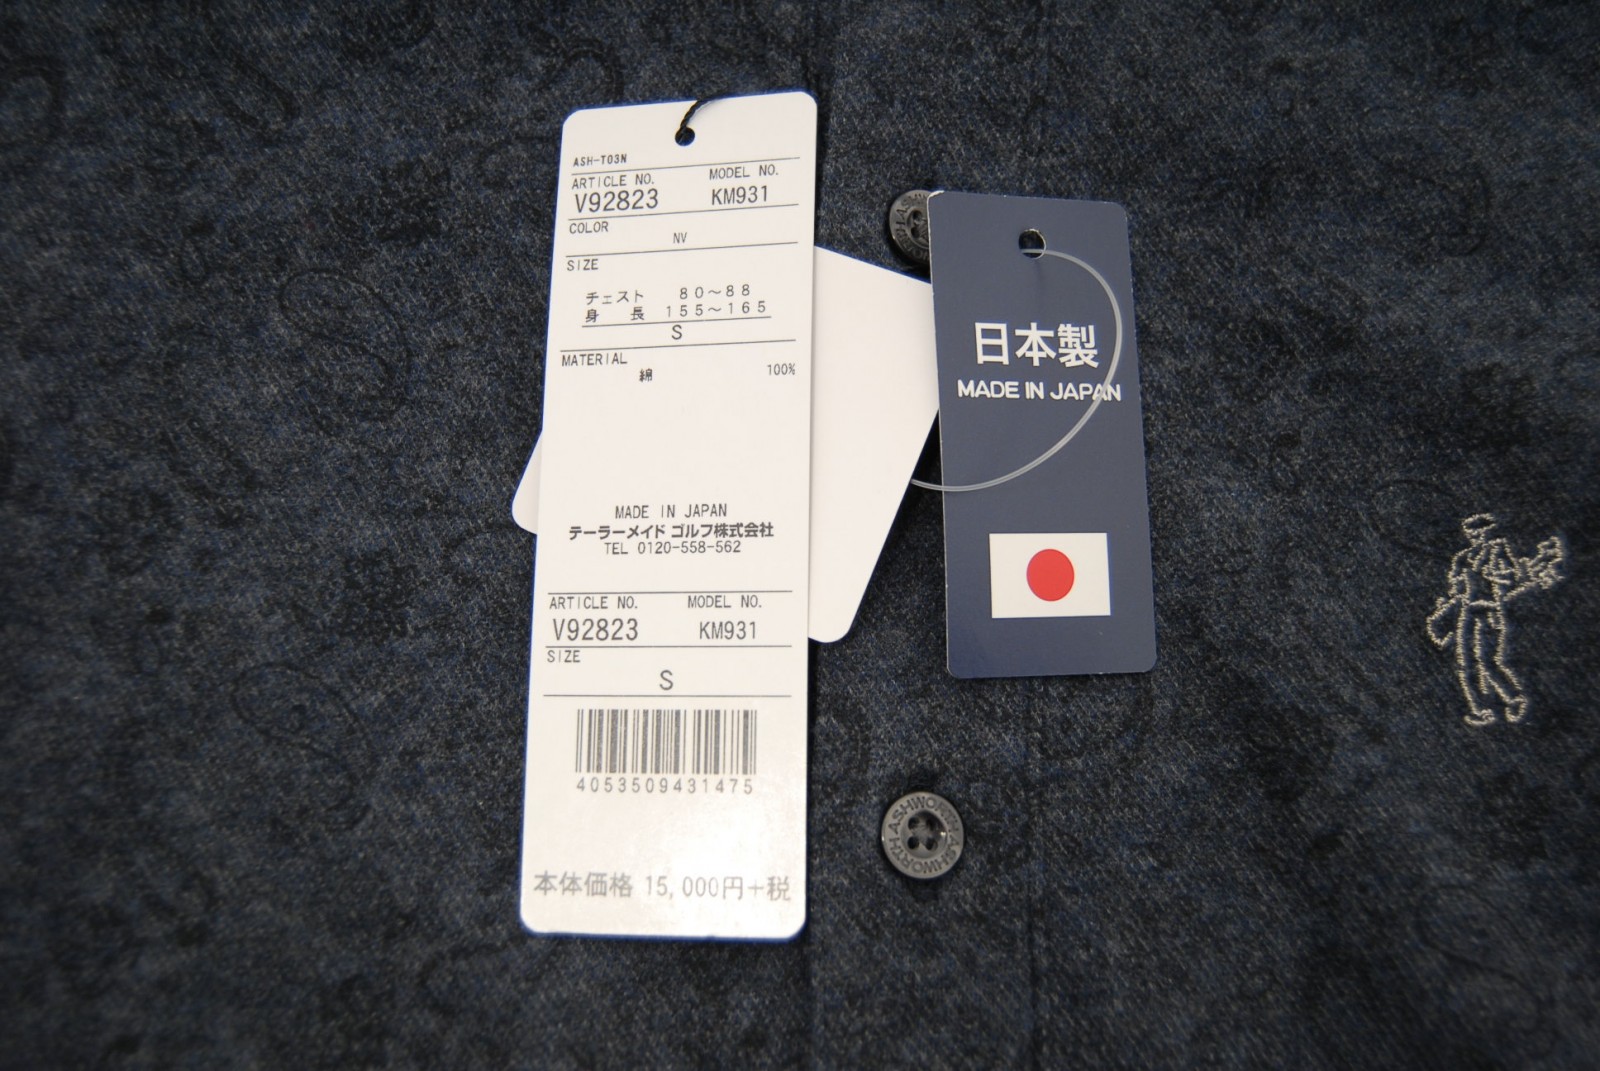 ASH-T03N
ARTICLE NO. MODEL NO.
V92823 KM931
COLOR
NV
SIZE
チェスト 80～88
身長 155～165
S
MATERIAL
綿 100%
MADE IN JAPAN
テーラーメイド ゴルフ株式会社
TEL 0120-558-562
ARTICLE NO. MODEL NO.
V92823 KM931
SIZE
S
4053509431475
本体価格 15,000円+税
日本製
MADE IN JAPAN
ASHWORTH ASHWORTH